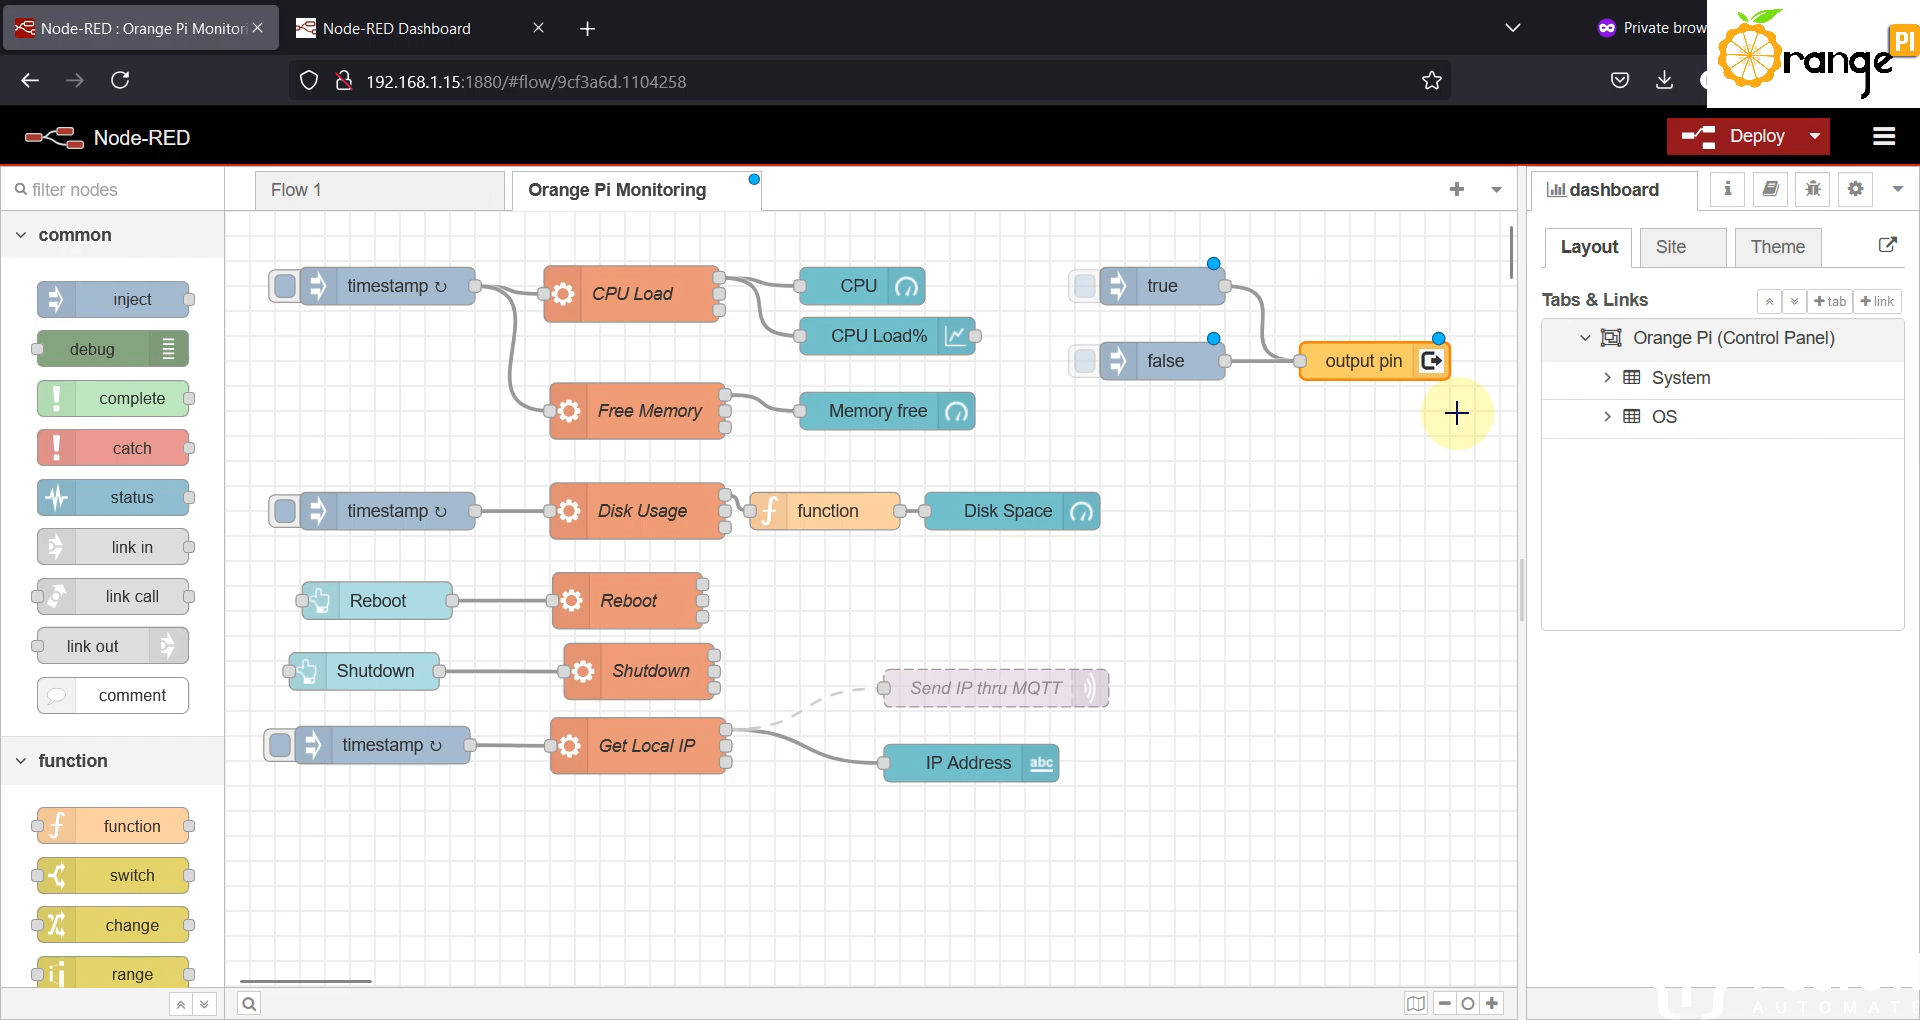 Node-RED : Orange Pi Monitori
Node-RED Dashboard
Private brow
range
PI
192.168.1.15:1880/#flow/9cf3a6d.1104258
Node-RED
Deploy
filter nodes
Flow 1
Orange Pi Monitoring
dashboard
common
inject
debug
complete
catch
status
link in
link call
link out
comment
function
function
switch
change
range
timestamp ↻
CPU Load
CPU
CPU Load%
Free Memory
Memory free
true
false
output pin
timestamp ↻
Disk Usage
function
Disk Space
Reboot
Reboot
Shutdown
Shutdown
Send IP thru MQTT
timestamp ↻
Get Local IP
IP Address
abc
Layout
Site
Theme
Tabs & Links
+ tab
+ link
Orange Pi (Control Panel)
System
OS
AUTOMATE